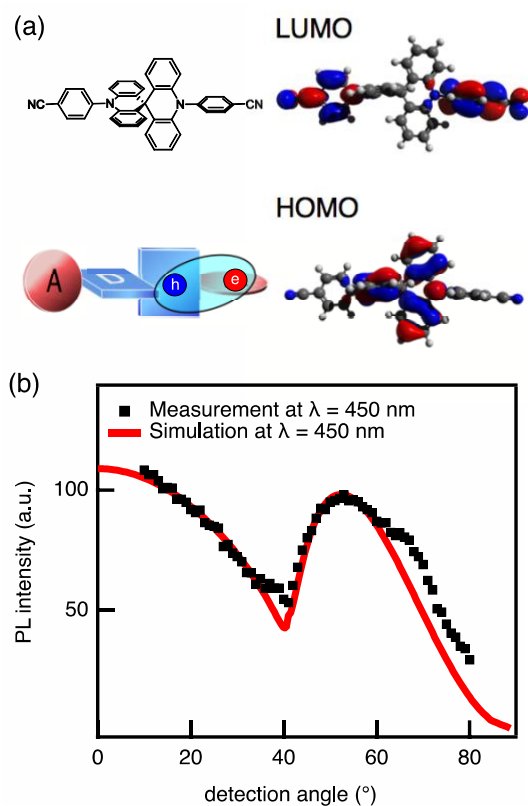 (a)
LUMO
NC
N
N
CN
HOMO
A
D
h
e
(b)
Measurement at λ = 450 nm
Simulation at λ = 450 nm
PL intensity (a.u.)
100
50
0
20
40
60
80
detection angle (°)